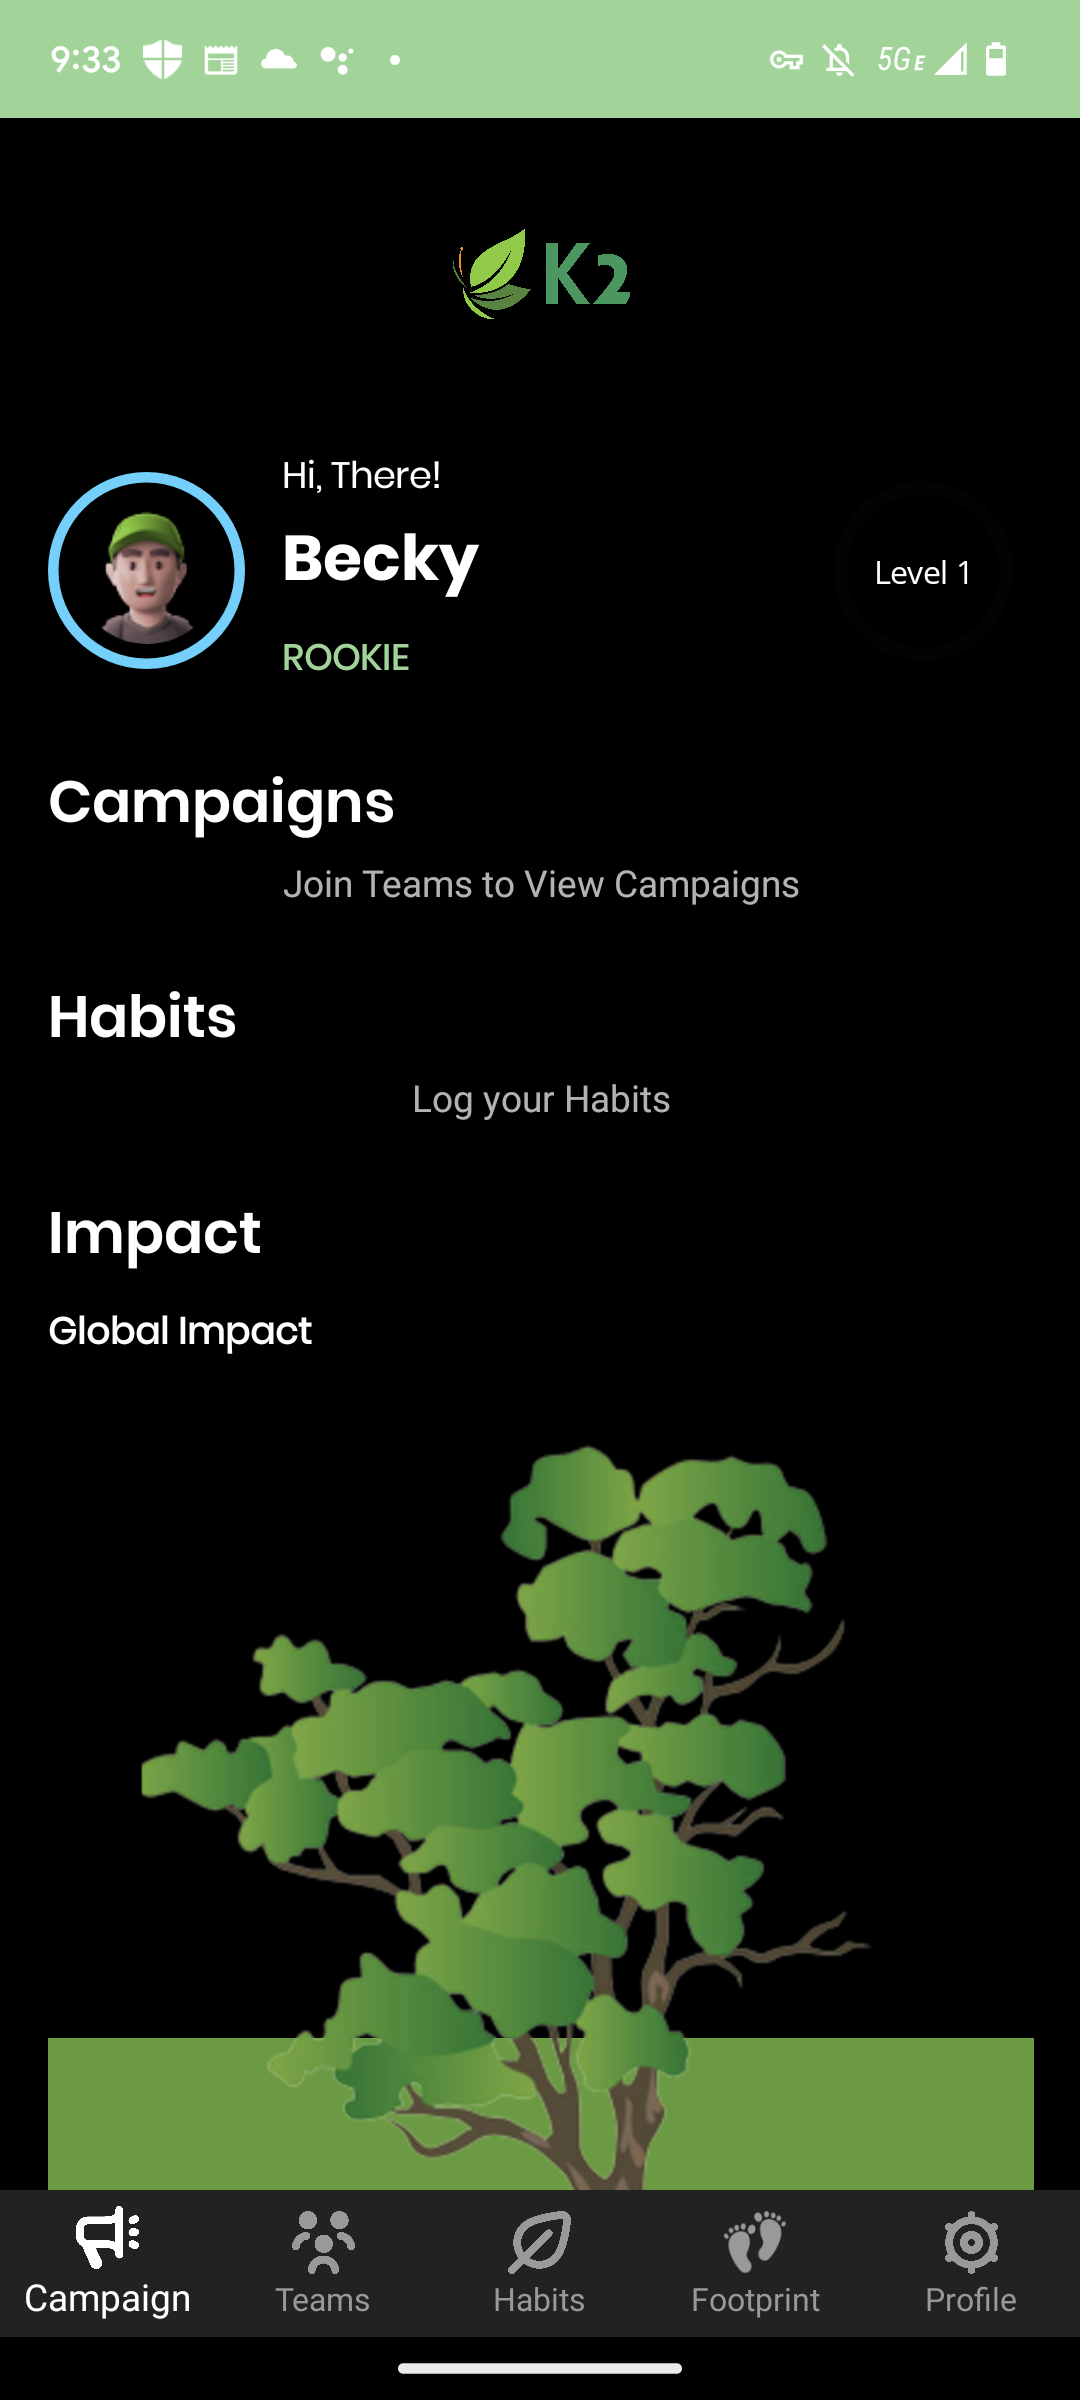 9:33
5G E
K2
Hi, There!
Becky
ROOKIE
Level 1
Campaigns
Join Teams to View Campaigns
Habits
Log your Habits
Impact
Global Impact
Campaign
Teams
Habits
Footprint
Profile